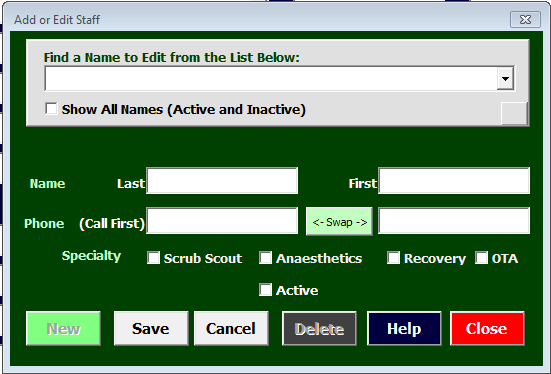 Add or Edit Staff
Find a Name to Edit from the List Below:
Show All Names (Active and Inactive)
Name Last First
Phone (Call First) <- Swap ->
Specialty Scrub Scout Anaesthetics Recovery OTA
Active
New Save Cancel Delete Help Close